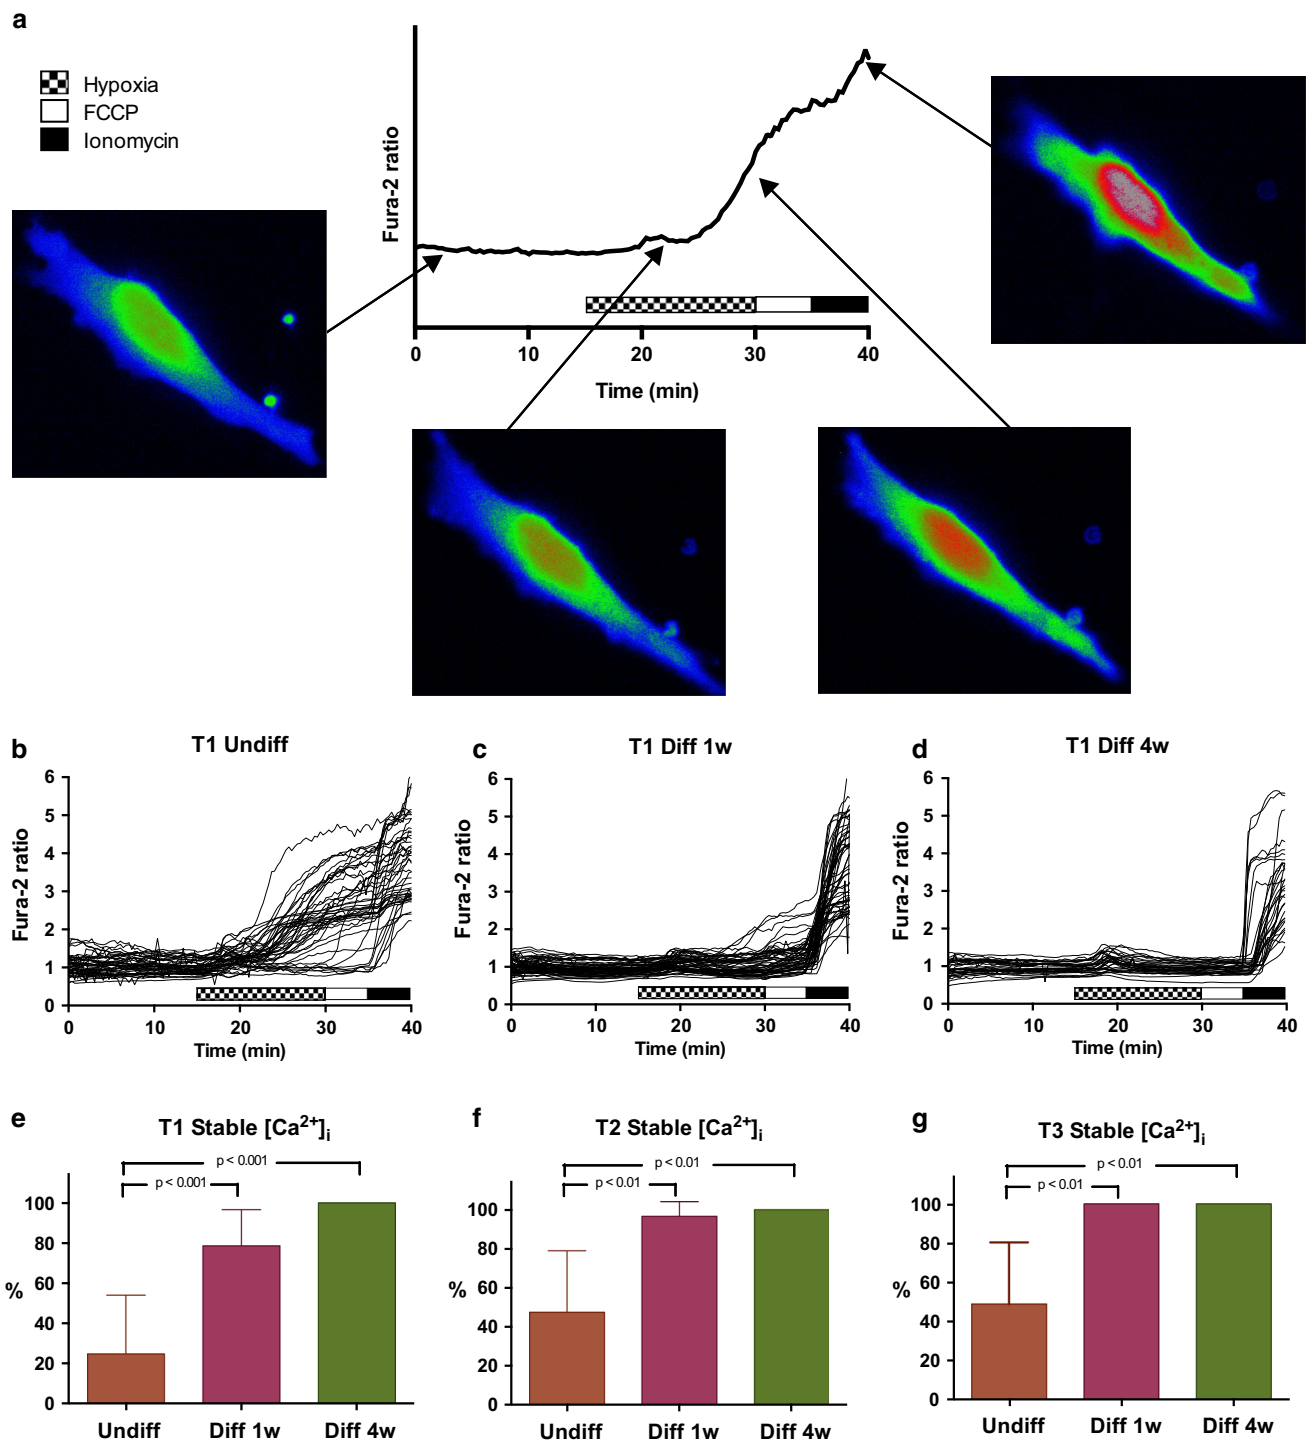 a
Hypoxia
FCCP
Ionomycin
Fura-2 ratio
0 10 20 30 40
Time (min)
b
T1 Undiff
Fura-2 ratio
6
5
4
3
2
1
0
0 10 20 30 40
Time (min)
c
T1 Diff 1w
Fura-2 ratio
6
5
4
3
2
1
0
0 10 20 30 40
Time (min)
d
T1 Diff 4w
Fura-2 ratio
6
5
4
3
2
1
0
0 10 20 30 40
Time (min)
e
T1 Stable [Ca²⁺]ᵢ
p < 0.001
p < 0.001
%
100
80
60
40
20
0
Undiff Diff 1w Diff 4w
f
T2 Stable [Ca²⁺]ᵢ
p < 0.01
p < 0.01
%
100
80
60
40
20
0
Undiff Diff 1w Diff 4w
g
T3 Stable [Ca²⁺]ᵢ
p < 0.01
p < 0.01
%
100
80
60
40
20
0
Undiff Diff 1w Diff 4w